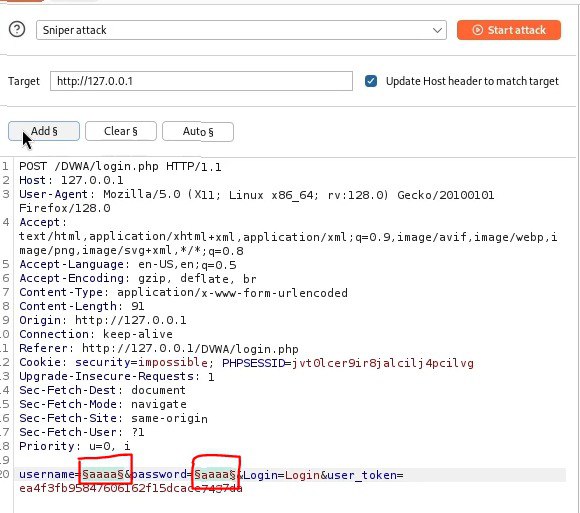 Sniper attack
Start attack
Target http://127.0.0.1 Update Host header to match target
Add § Clear § Auto §
1 POST /DVWA/login.php HTTP/1.1
2 Host: 127.0.0.1
3 User-Agent: Mozilla/5.0 (X11; Linux x86_64; rv:128.0) Gecko/20100101
Firefox/128.0
4 Accept:
text/html,application/xhtml+xml,application/xml;q=0.9,image/avif,image/webp,i
mage/png,image/svg+xml,*/*;q=0.8
5 Accept-Language: en-US,en;q=0.5
6 Accept-Encoding: gzip, deflate, br
7 Content-Type: application/x-www-form-urlencoded
8 Content-Length: 91
9 Origin: http://127.0.0.1
10 Connection: keep-alive
11 Referer: http://127.0.0.1/DVWA/login.php
12 Cookie: security=impossible; PHPSESSID=jvt0lcer9ir8jalcilj4pcilvg
13 Upgrade-Insecure-Requests: 1
14 Sec-Fetch-Dest: document
15 Sec-Fetch-Mode: navigate
16 Sec-Fetch-Site: same-origin
17 Sec-Fetch-User: ?1
18 Priority: u=0, i
19
20 username=§aaaa§&password=§aaaa§&Login=Login&user_token=
ea4f3fb95847606162f15dcace7437da